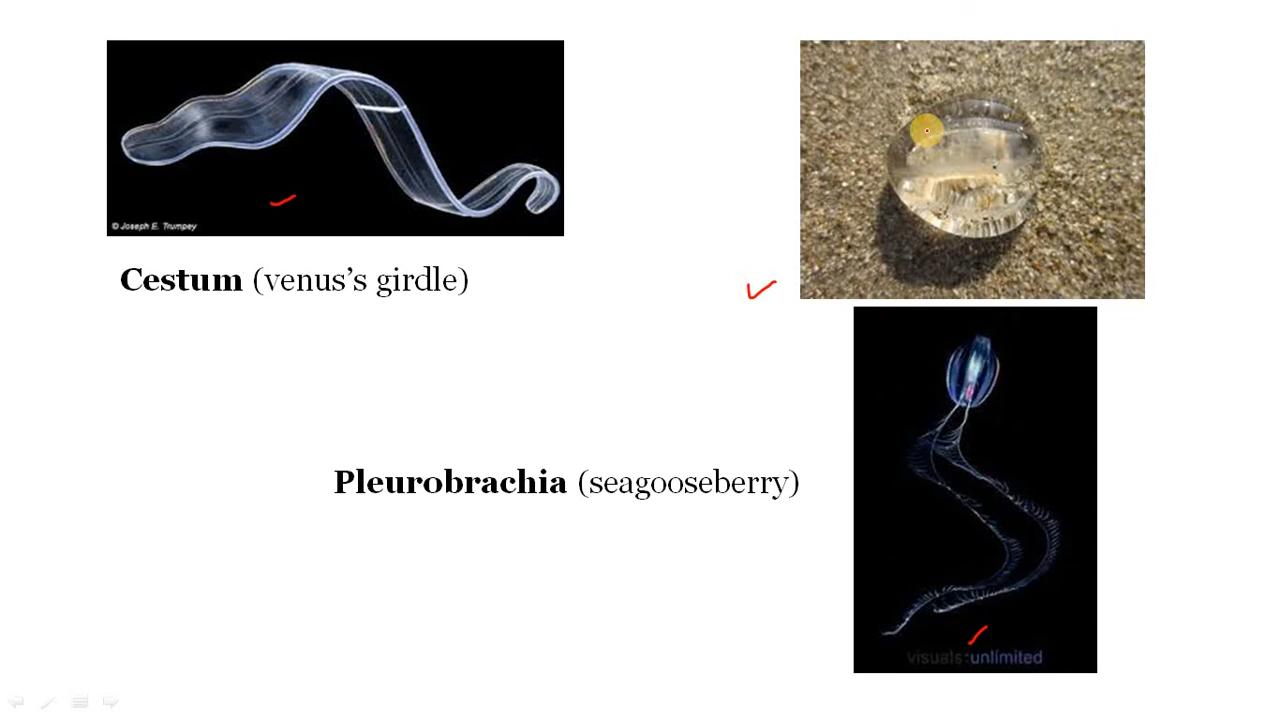 © Joseph E. Trumpey
Cestum (venus’s girdle)
Pleurobrachia (seagooseberry)
visuals:unlimited